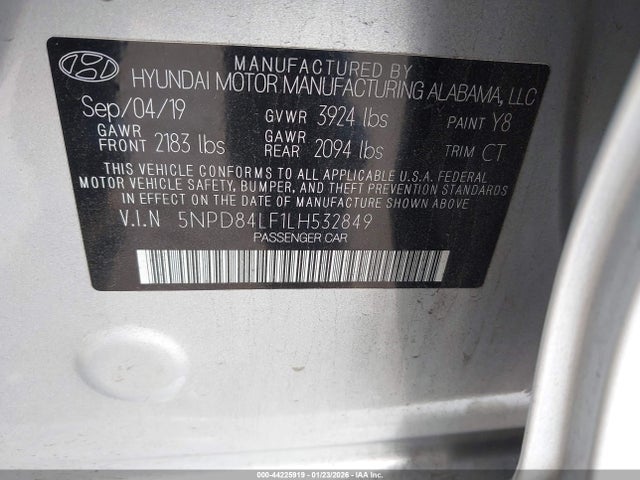 MANUFACTURED BY
HYUNDAI MOTOR MANUFACTURING ALABAMA, LLC
Sep/04/19 GVWR 3924 lbs PAINT Y8
GAWR FRONT 2183 lbs GAWR REAR 2094 lbs TRIM CT
THIS VEHICLE CONFORMS TO ALL APPLICABLE U.S.A. FEDERAL
MOTOR VEHICLE SAFETY, BUMPER, AND THEFT PREVENTION STANDARDS
IN EFFECT ON THE DATE OF MANUFACTURE SHOWN ABOVE.
V.I.N 5NPD84LF1LH532849
PASSENGER CAR
000-44225919 - 01/23/2026 - IAA Inc.